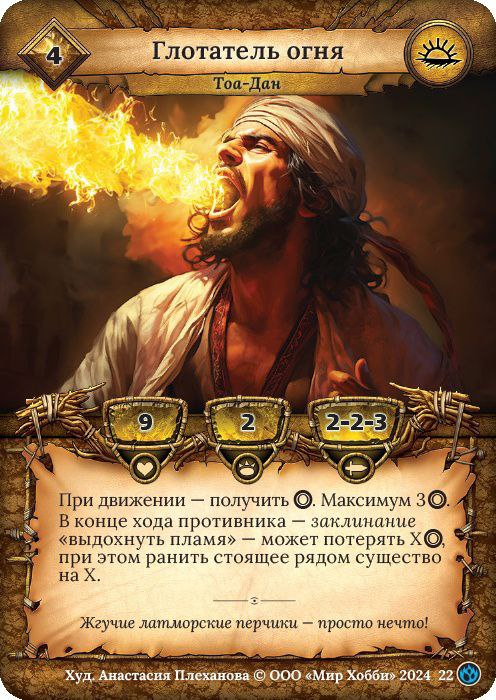 4
Глотатель огня
Тоа-Дан
9
2
2-2-3
При движении — получить . Максимум 3 .
В конце хода противника — заклинание
«выдохнуть пламя» — может потерять X ,
при этом ранить стоящее рядом существо
на X.
Жгучие латморские перчики — просто нечто!
Худ. Анастасия Плеханова © ООО «Мир Хобби» 2024 22